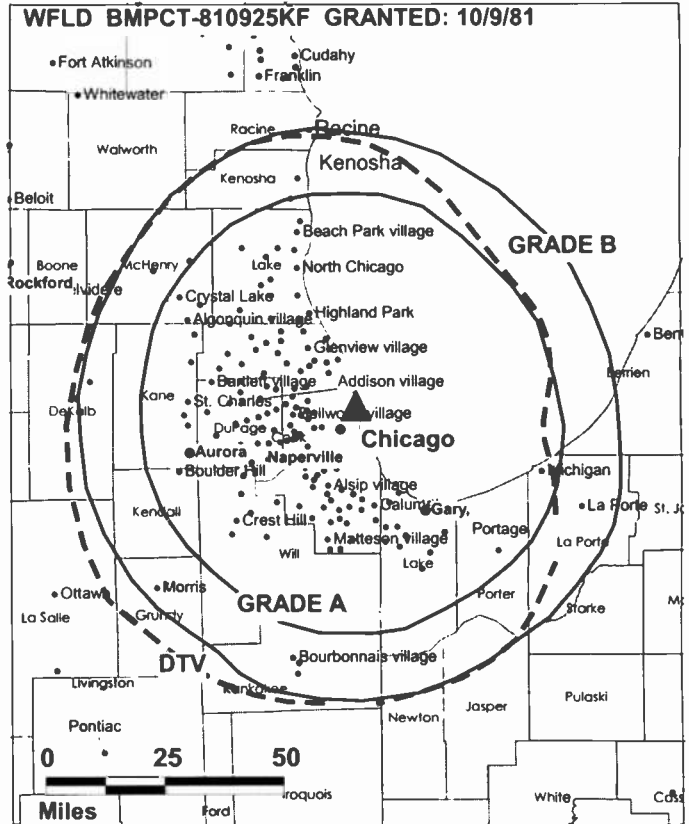 WFLD BMPCT-810925KF GRANTED: 10/9/81
Cudahy
Fort Atkinson
Franklin
Whitewater
Racine
Racine
Walworth
Kenosha
Kenosha
Beloit
Beach Park village
GRADE B
Boone
McHenry
Lake
North Chicago
Rockford
Crystal Lake
Highland Park
Algonquin village
Glenview village
Berrien
Bartlett village
Addison village
Kane
St. Charles
DeKalb
DuPage
Cook
Chicago
Aurora
Naperville
Boulder Hill
Michigan
Alsip village
Gary,
La Porte
St. J
Kendall
Crest Hill
Portage
Matteson village
La Porte
Will
Lake
Ottawa
Morris
GRADE A
Porter
Starke
La Salle
Grundy
DTV
Bourbonnais village
Livingston
Kankakee
Pulaski
Jasper
Newton
Pontiac
0 25 50
Miles
Ford
Iroquois
White
Cass